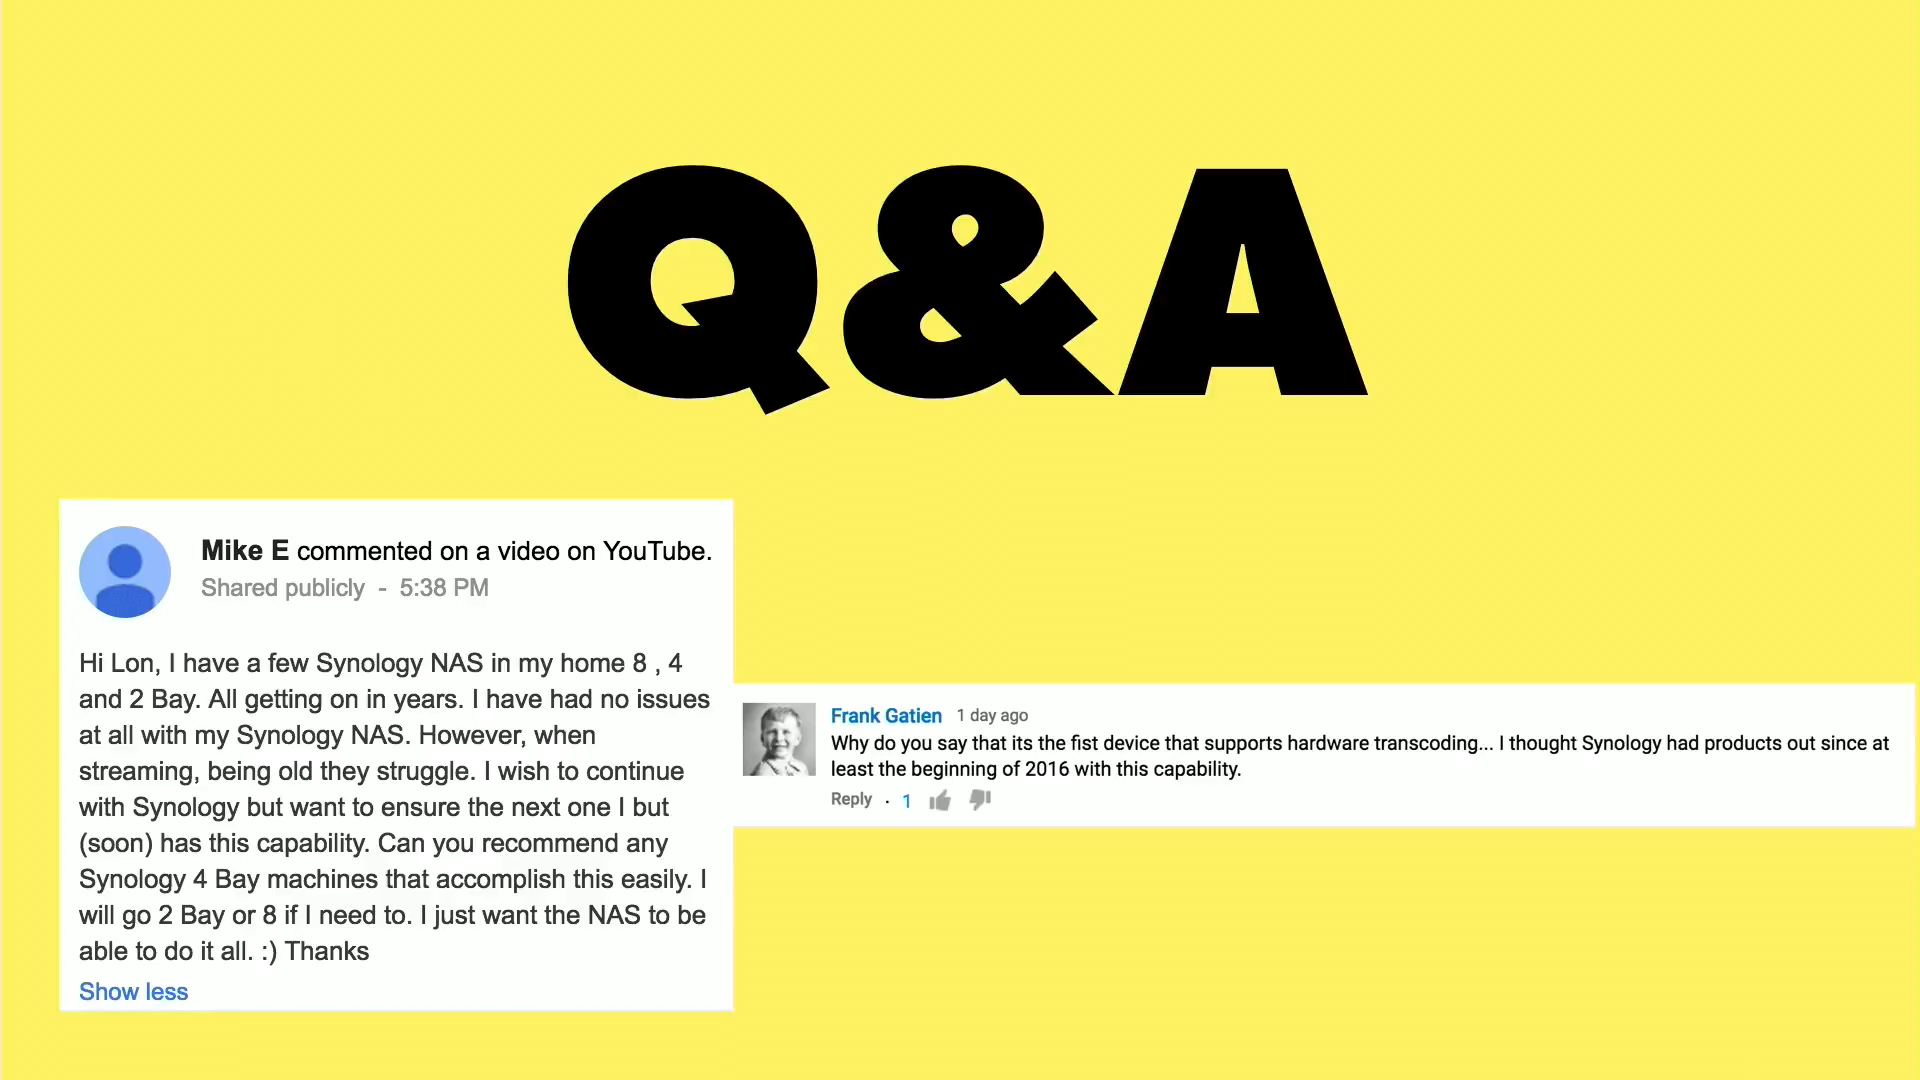 Q&A
Mike E commented on a video on YouTube.
Shared publicly - 5:38 PM
Hi Lon, I have a few Synology NAS in my home 8 , 4
and 2 Bay. All getting on in years. I have had no issues
at all with my Synology NAS. However, when
streaming, being old they struggle. I wish to continue
with Synology but want to ensure the next one I but
(soon) has this capability. Can you recommend any
Synology 4 Bay machines that accomplish this easily. I
will go 2 Bay or 8 if I need to. I just want the NAS to be
able to do it all. :) Thanks
Show less
Frank Gatien 1 day ago
Why do you say that its the fist device that supports hardware transcoding... I thought Synology had products out since at
least the beginning of 2016 with this capability.
Reply · 1